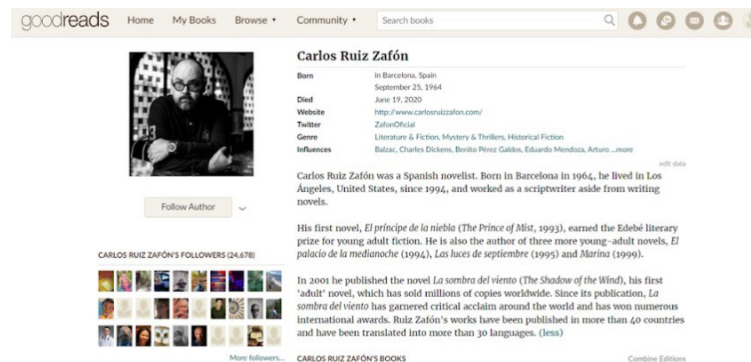 goodreads Home My Books Browse Community Search books
Carlos Ruiz Zafón
Born in Barcelona, Spain
September 25, 1964
Died June 19, 2020
Website http://www.carlosruizzafon.com/
Twitter ZafonOficial
Genre Literature & Fiction, Mystery & Thrillers, Historical Fiction
Influences Balzac, Charles Dickens, Benito Pérez Galdos, Eduardo Mendoza, Arturo ...more
edit data
Carlos Ruiz Zafón was a Spanish novelist. Born in Barcelona in 1964, he lived in Los
Ángeles, United States, since 1994, and worked as a scriptwriter aside from writing
novels.
Follow Author
His first novel, El príncipe de la niebla (The Prince of Mist, 1993), earned the Edebé literary
prize for young adult fiction. He is also the author of three more young-adult novels, El
palacio de la medianoche (1994), Las luces de septiembre (1995) and Marina (1999).
CARLOS RUIZ ZAFÓN'S FOLLOWERS (24,678)
In 2001 he published the novel La sombra del viento (The Shadow of the Wind), his first
'adult' novel, which has sold millions of copies worldwide. Since its publication, La
sombra del viento has garnered critical acclaim around the world and has won numerous
international awards. Ruiz Zafón's works have been published in more than 40 countries
and have been translated into more than 30 languages. (less)
More followers...
CARLOS RUIZ ZAFÓN'S BOOKS Combine Editions